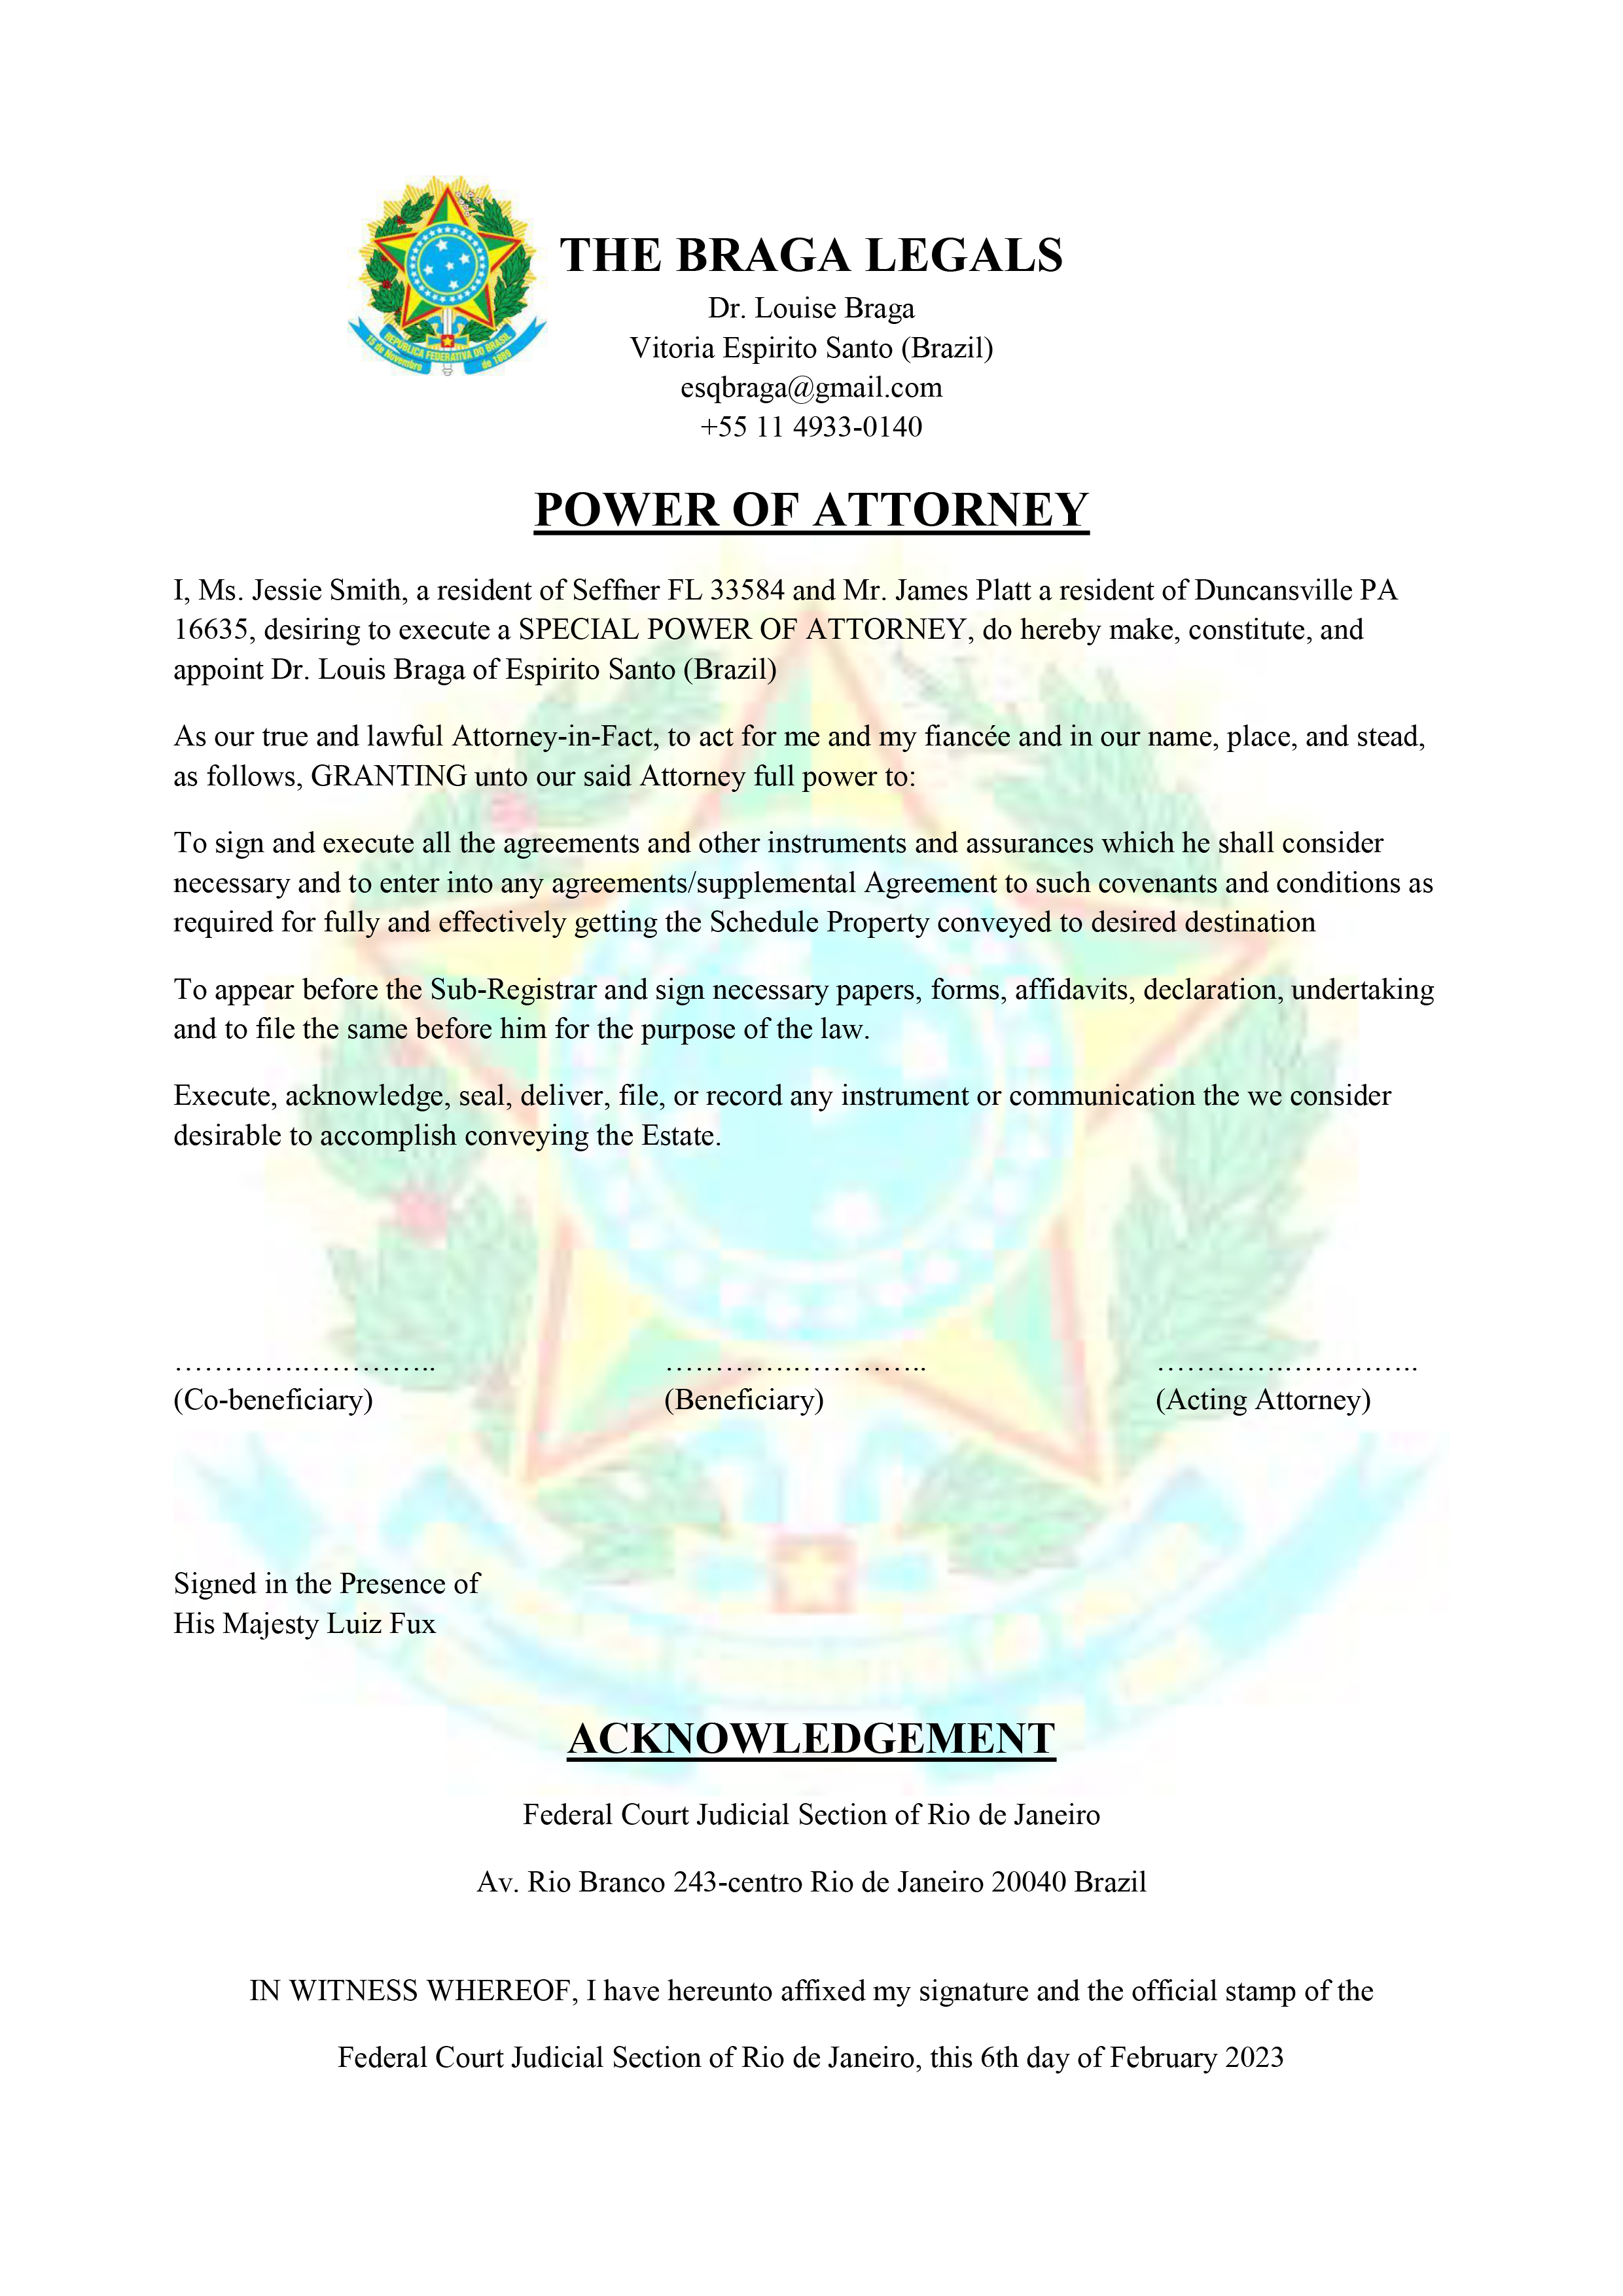 REPÚBLICA FEDERATIVA DO BRASIL
15 de Novembro de 1889
THE BRAGA LEGALS
Dr. Louise Braga
Vitoria Espirito Santo (Brazil)
esqbraga@gmail.com
+55 11 4933-0140
POWER OF ATTORNEY
I, Ms. Jessie Smith, a resident of Seffner FL 33584 and Mr. James Platt a resident of Duncansville PA
16635, desiring to execute a SPECIAL POWER OF ATTORNEY, do hereby make, constitute, and
appoint Dr. Louis Braga of Espirito Santo (Brazil)
As our true and lawful Attorney-in-Fact, to act for me and my fiancée and in our name, place, and stead,
as follows, GRANTING unto our said Attorney full power to:
To sign and execute all the agreements and other instruments and assurances which he shall consider
necessary and to enter into any agreements/supplemental Agreement to such covenants and conditions as
required for fully and effectively getting the Schedule Property conveyed to desired destination
To appear before the Sub-Registrar and sign necessary papers, forms, affidavits, declaration, undertaking
and to file the same before him for the purpose of the law.
Execute, acknowledge, seal, deliver, file, or record any instrument or communication the we consider
desirable to accomplish conveying the Estate.
………….………….. ………….………….. ………….…………..
(Co-beneficiary) (Beneficiary) (Acting Attorney)
Signed in the Presence of
His Majesty Luiz Fux
ACKNOWLEDGEMENT
Federal Court Judicial Section of Rio de Janeiro
Av. Rio Branco 243-centro Rio de Janeiro 20040 Brazil
IN WITNESS WHEREOF, I have hereunto affixed my signature and the official stamp of the
Federal Court Judicial Section of Rio de Janeiro, this 6th day of February 2023